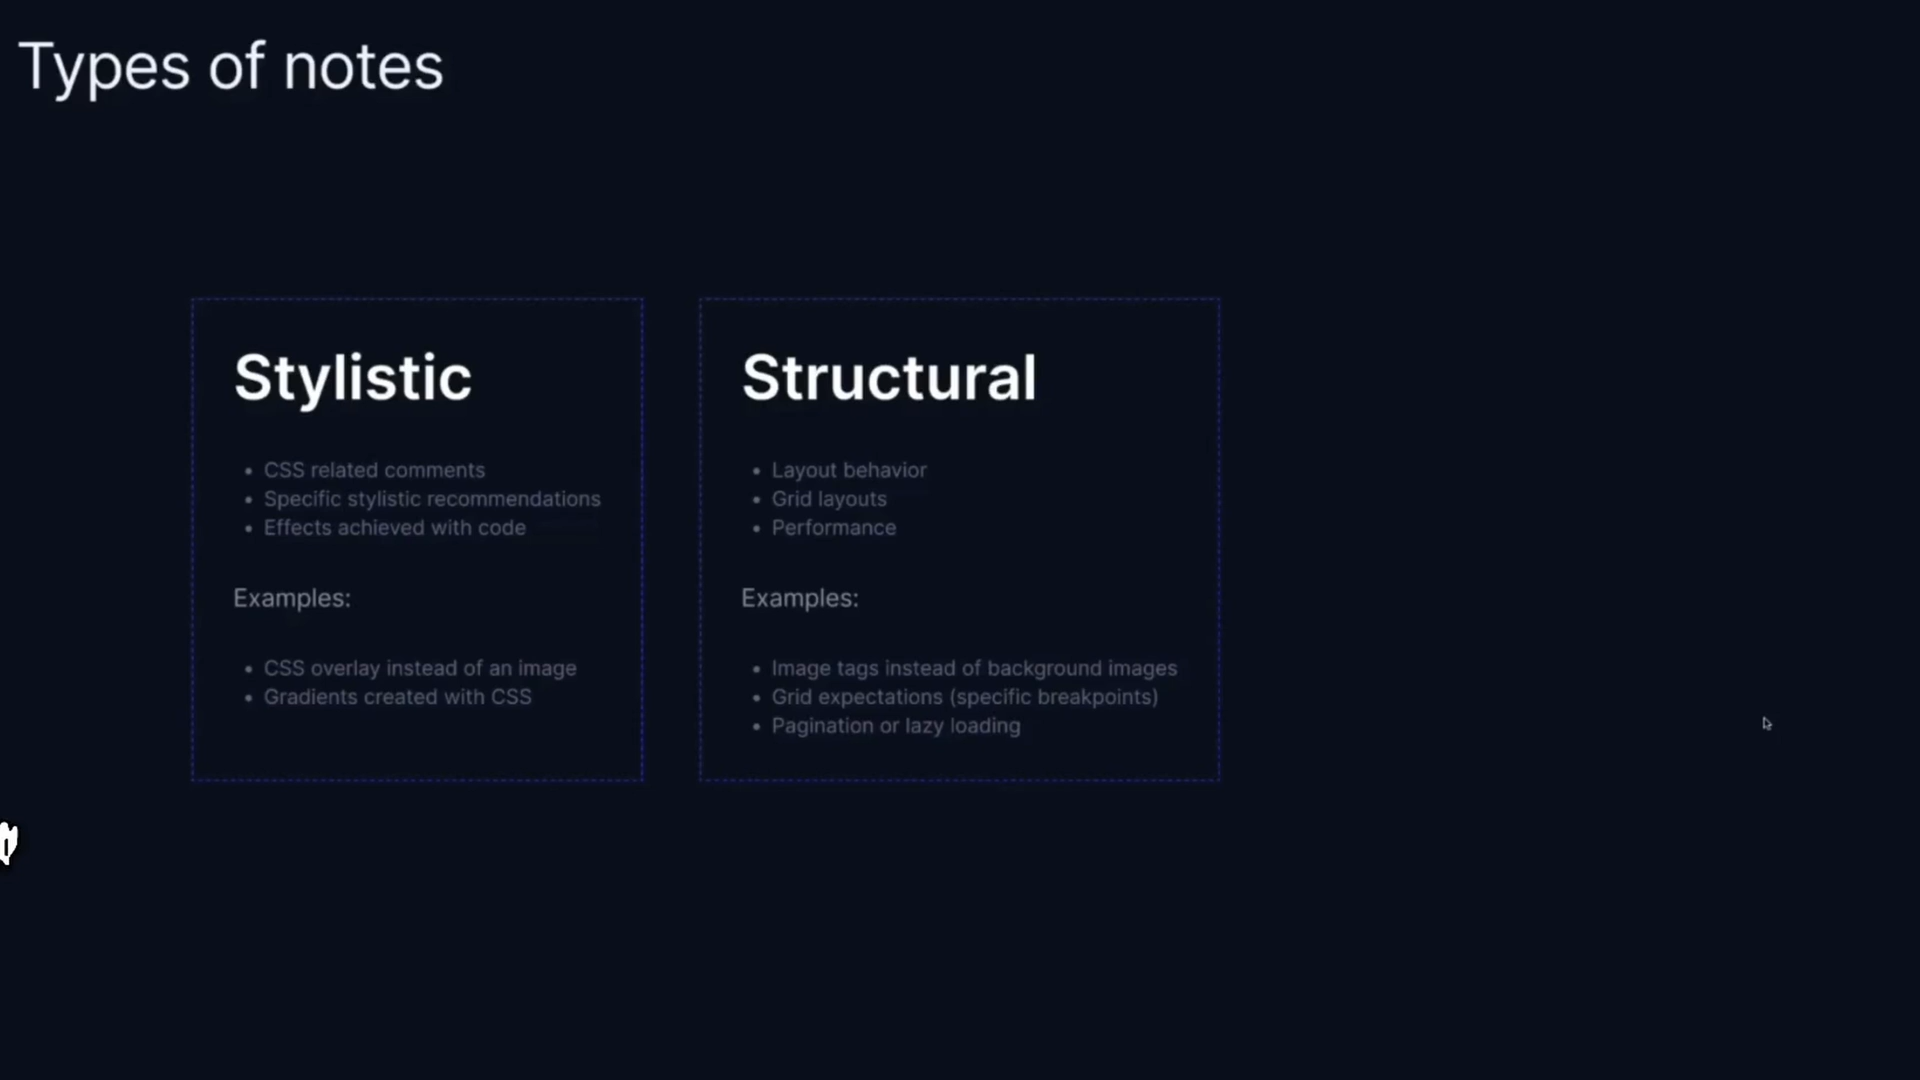 Types of notes
Stylistic
• CSS related comments
• Specific stylistic recommendations
• Effects achieved with code
Examples:
• CSS overlay instead of an image
• Gradients created with CSS
Structural
• Layout behavior
• Grid layouts
• Performance
Examples:
• Image tags instead of background images
• Grid expectations (specific breakpoints)
• Pagination or lazy loading